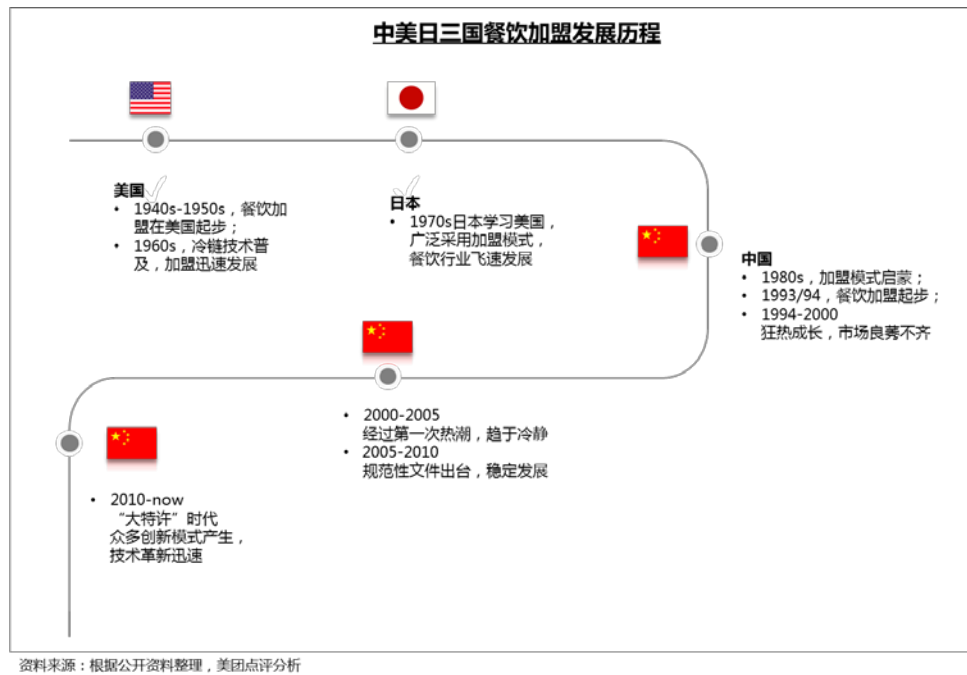 中美日三国餐饮加盟发展历程
美国
• 1940s-1950s，餐饮加
盟在美国起步；
• 1960s，冷链技术普
及，加盟迅速发展
日本
• 1970s日本学习美国，
广泛采用加盟模式，
餐饮行业飞速发展
中国
• 1980s，加盟模式启蒙；
• 1993/94，餐饮加盟起步；
• 1994-2000
狂热成长，市场良莠不齐
• 2000-2005
经过第一次热潮，趋于冷静
• 2005-2010
规范性文件出台，稳定发展
• 2010-now
“大特许”时代
众多创新模式产生，
技术革新迅速
资料来源：根据公开资料整理，美团点评分析